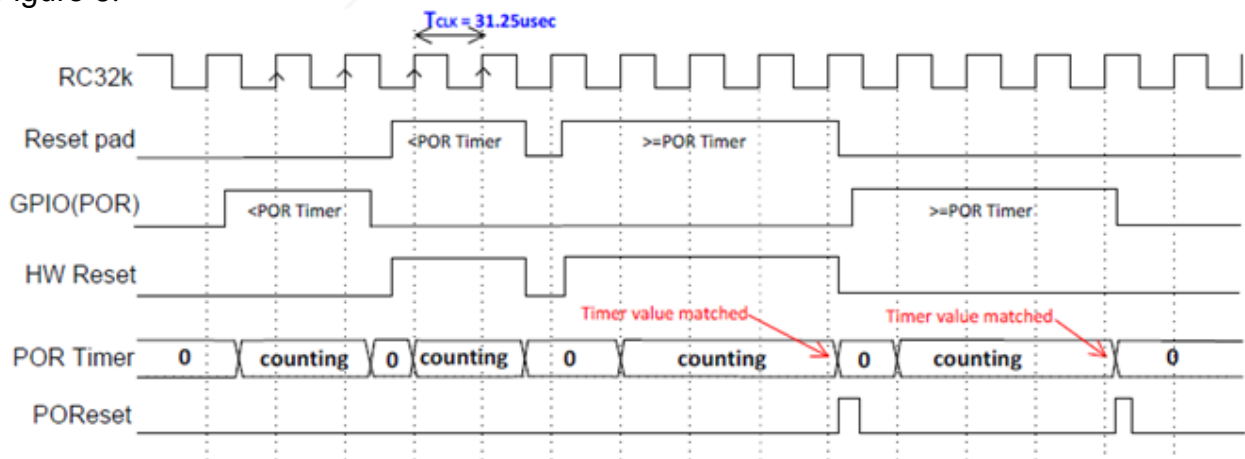 TCLK = 31.25usec
RC32k
Reset pad
<POR Timer
>=POR Timer
GPIO(POR)
<POR Timer
>=POR Timer
HW Reset
Timer value matched
Timer value matched
POR Timer
0
counting
0
counting
0
counting
0
counting
0
POReset